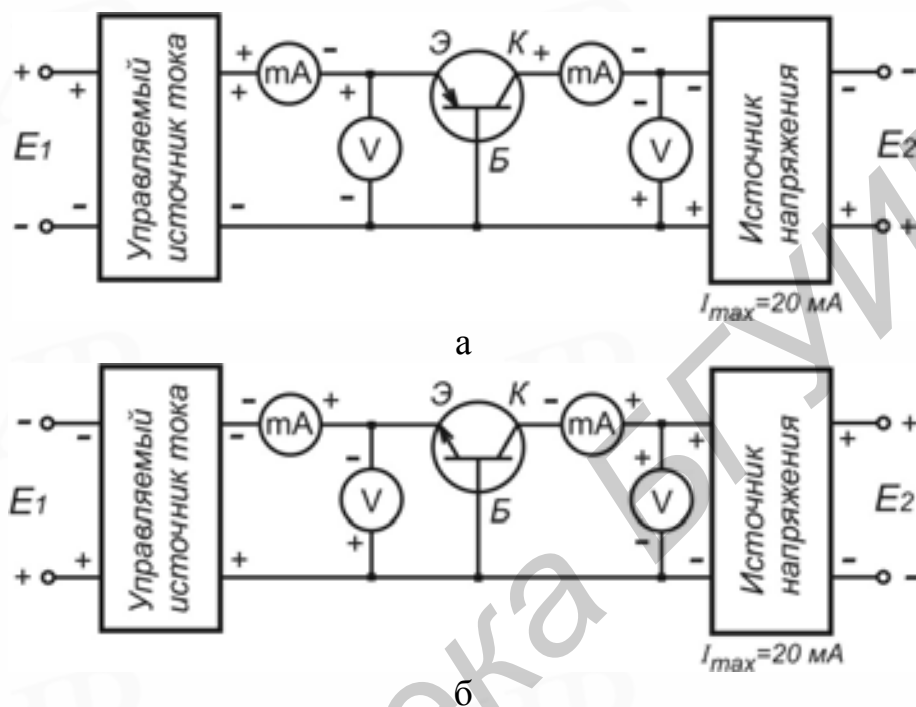 Э К
+ mA - + mA -
+ + + - - -
Управляемый источник тока
E1
V
Б
V
Источник напряжения
E2
- - - + + +
Imax=20 мА
а
Э К
- mA + - mA +
- - - + + +
Управляемый источник тока
E1
V
Б
V
Источник напряжения
E2
+ + + - - -
Imax=20 мА
б